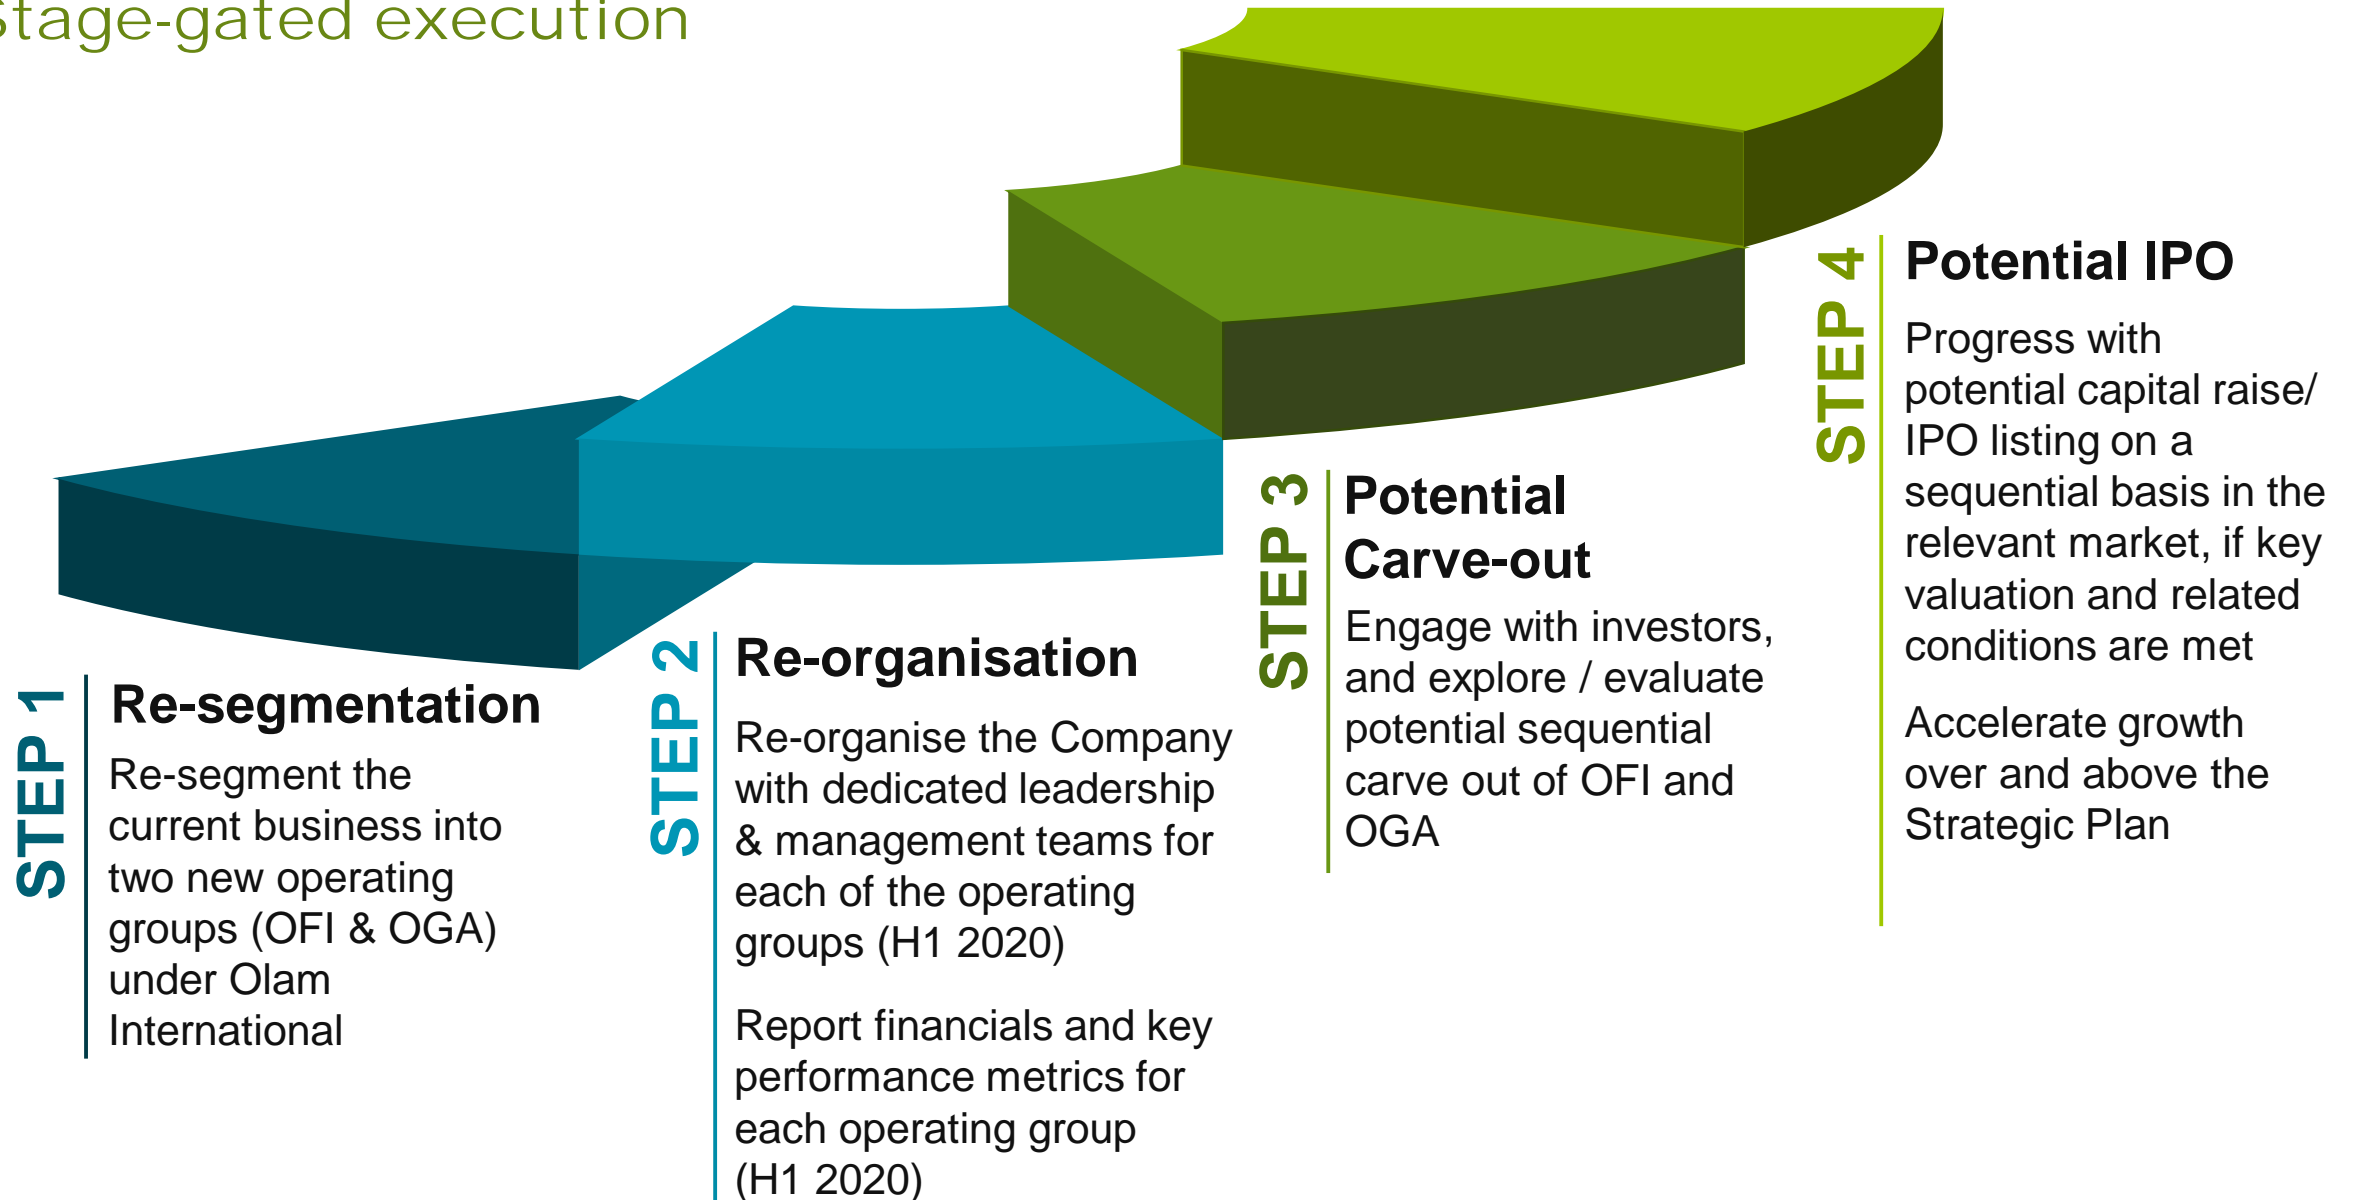 Stage-gated execution
STEP 1
Re-segmentation
Re-segment the
current business into
two new operating
groups (OFI & OGA)
under Olam
International
STEP 2
Re-organisation
Re-organise the Company
with dedicated leadership
& management teams for
each of the operating
groups (H1 2020)
Report financials and key
performance metrics for
each operating group
(H1 2020)
STEP 3
Potential
Carve-out
Engage with investors,
and explore / evaluate
potential sequential
carve out of OFI and
OGA
STEP 4
Potential IPO
Progress with
potential capital raise/
IPO listing on a
sequential basis in the
relevant market, if key
valuation and related
conditions are met
Accelerate growth
over and above the
Strategic Plan